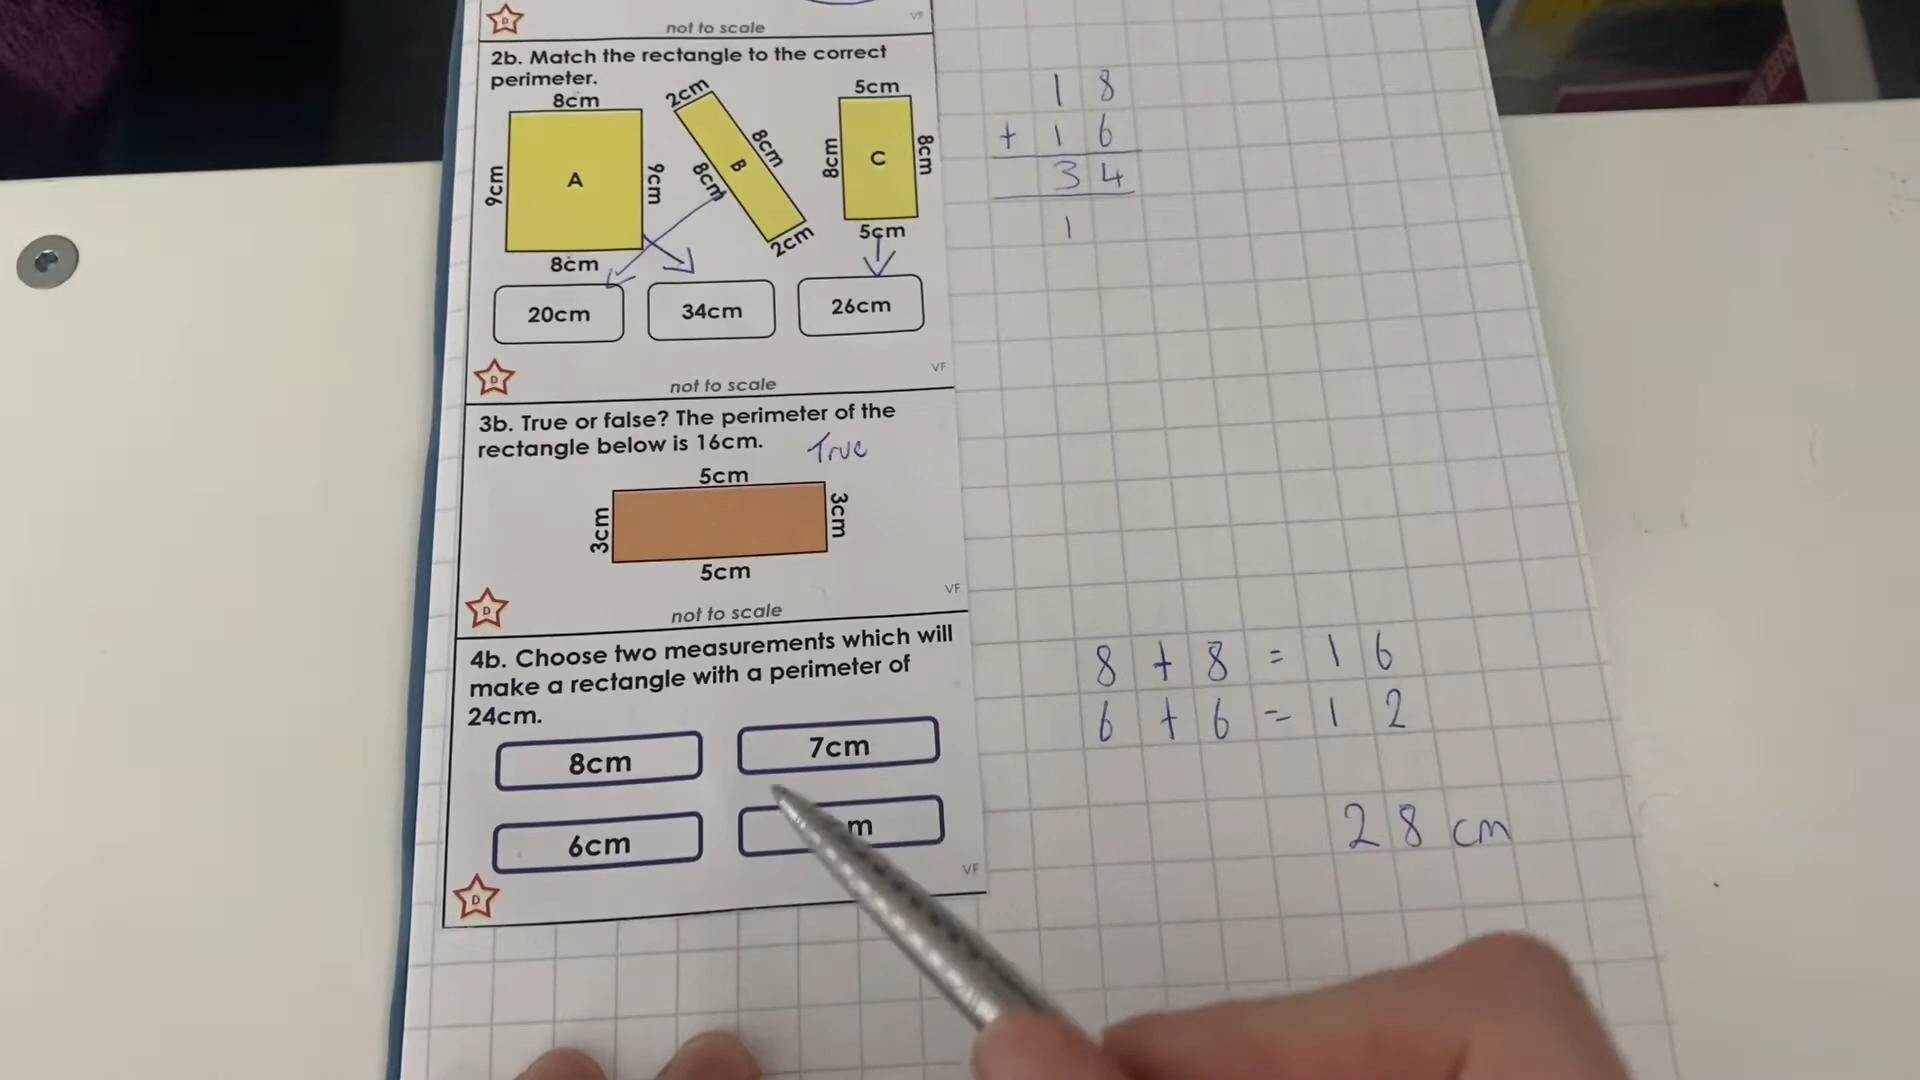 D
not to scale
VF
2b. Match the rectangle to the correct
perimeter.
8cm
9cm
A
9cm
8cm
2cm
8cm
8cm
B
2cm
5cm
8cm
C
8cm
5cm
20cm
34cm
26cm
D
not to scale
VF
3b. True or false? The perimeter of the
rectangle below is 16cm.
True
5cm
3cm
3cm
5cm
D
not to scale
VF
4b. Choose two measurements which will
make a rectangle with a perimeter of
24cm.
8cm
7cm
6cm
D
VF
1 8
+ 1 6
3 4
1
8 + 8 = 1 6
6 + 6 = 1 2
2 8 cm